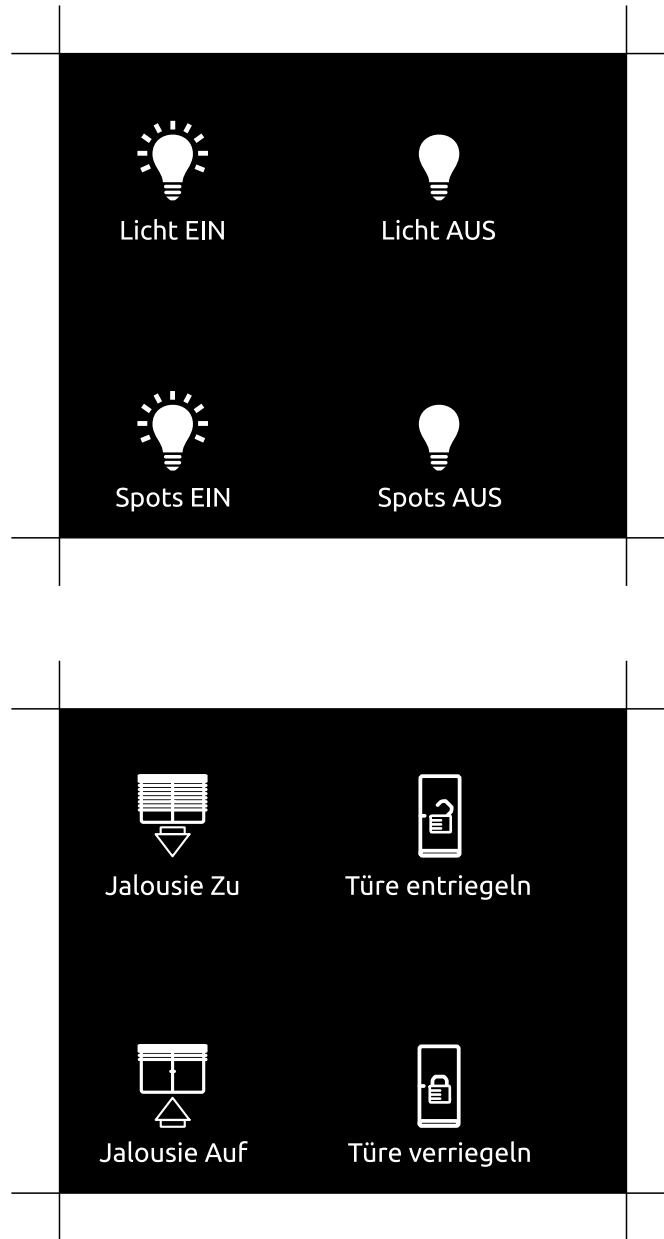 Licht EIN
Licht AUS
Spots EIN
Spots AUS
Jalousie Zu
Türe entriegeln
Jalousie Auf
Türe verriegeln